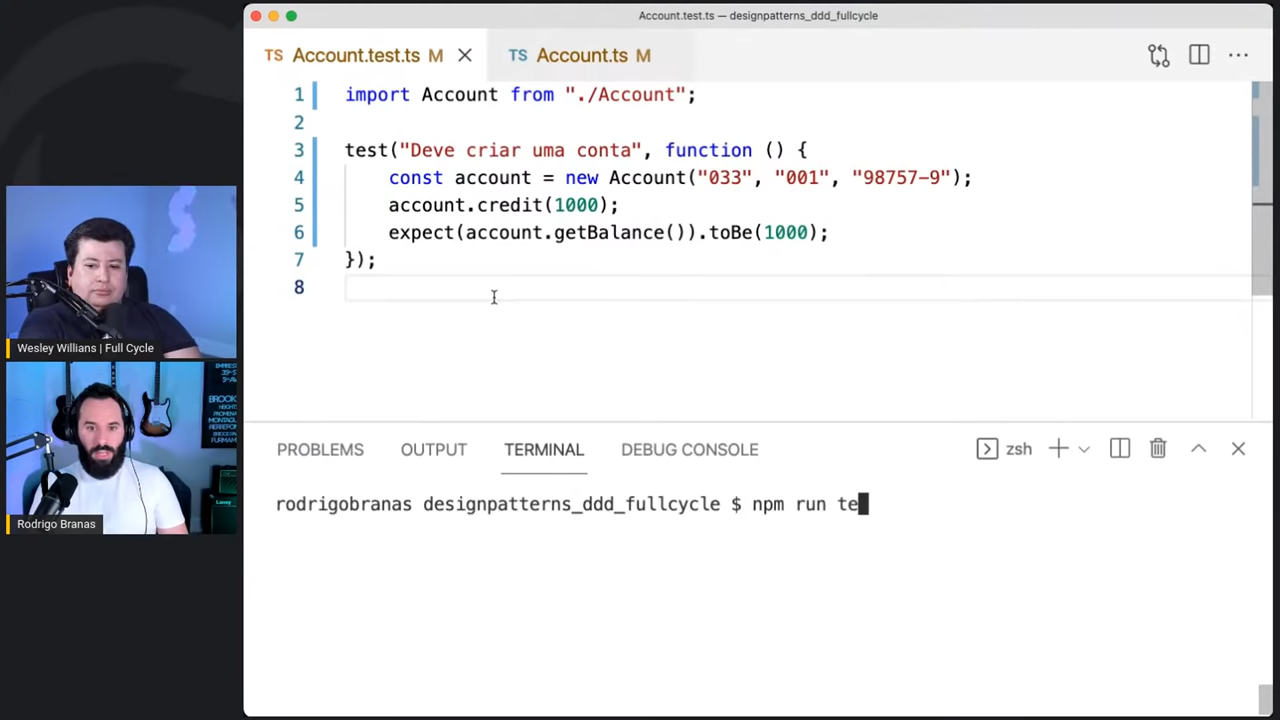 Account.test.ts — designpatterns_ddd_fullcycle
TS Account.test.ts M
TS Account.ts M
1 import Account from "./Account";
2
3 test("Deve criar uma conta", function () {
4 const account = new Account("033", "001", "98757-9");
5 account.credit(1000);
6 expect(account.getBalance()).toBe(1000);
7 });
8
PROBLEMS OUTPUT TERMINAL DEBUG CONSOLE
zsh
rodrigobranas designpatterns_ddd_fullcycle $ npm run te
Wesley Willians | Full Cycle
BROOK
HEIGHTS
Rodrigo Branas